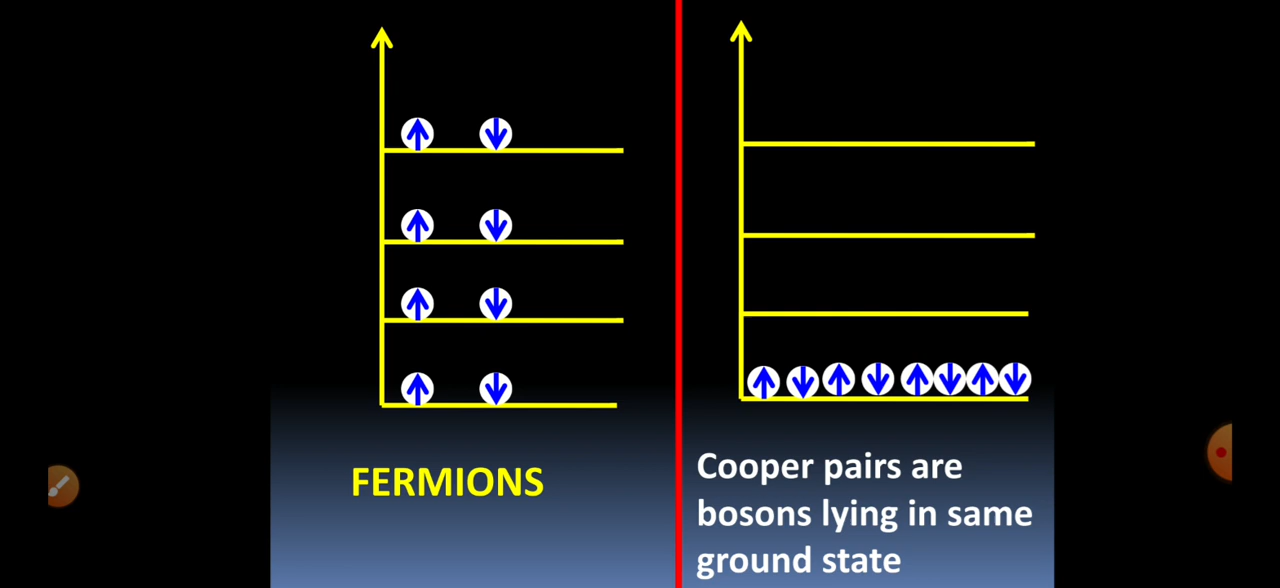 FERMIONS
Cooper pairs are
bosons lying in same
ground state